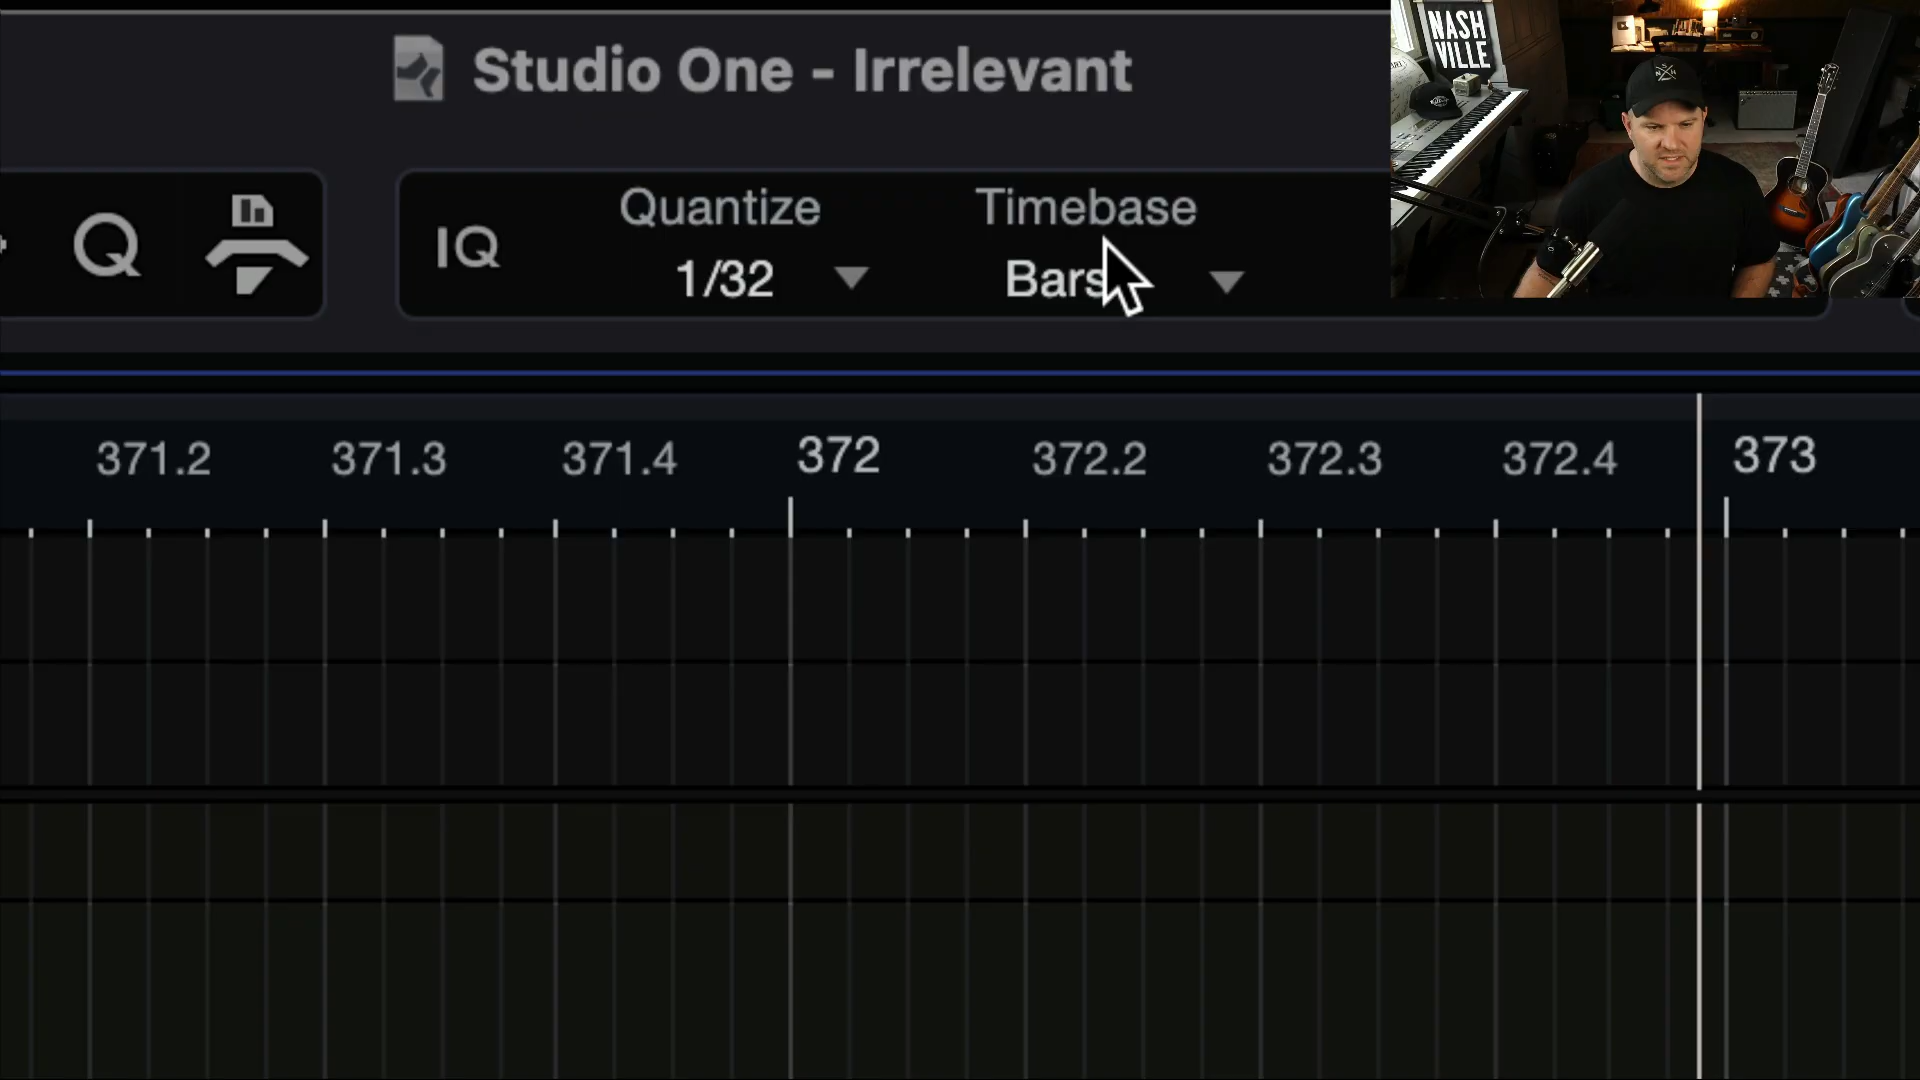 Studio One - Irrelevant
NASH
VILLE
Q
IQ
Quantize
Timebase
1/32
Bars
371.2
371.3
371.4
372
372.2
372.3
372.4
373